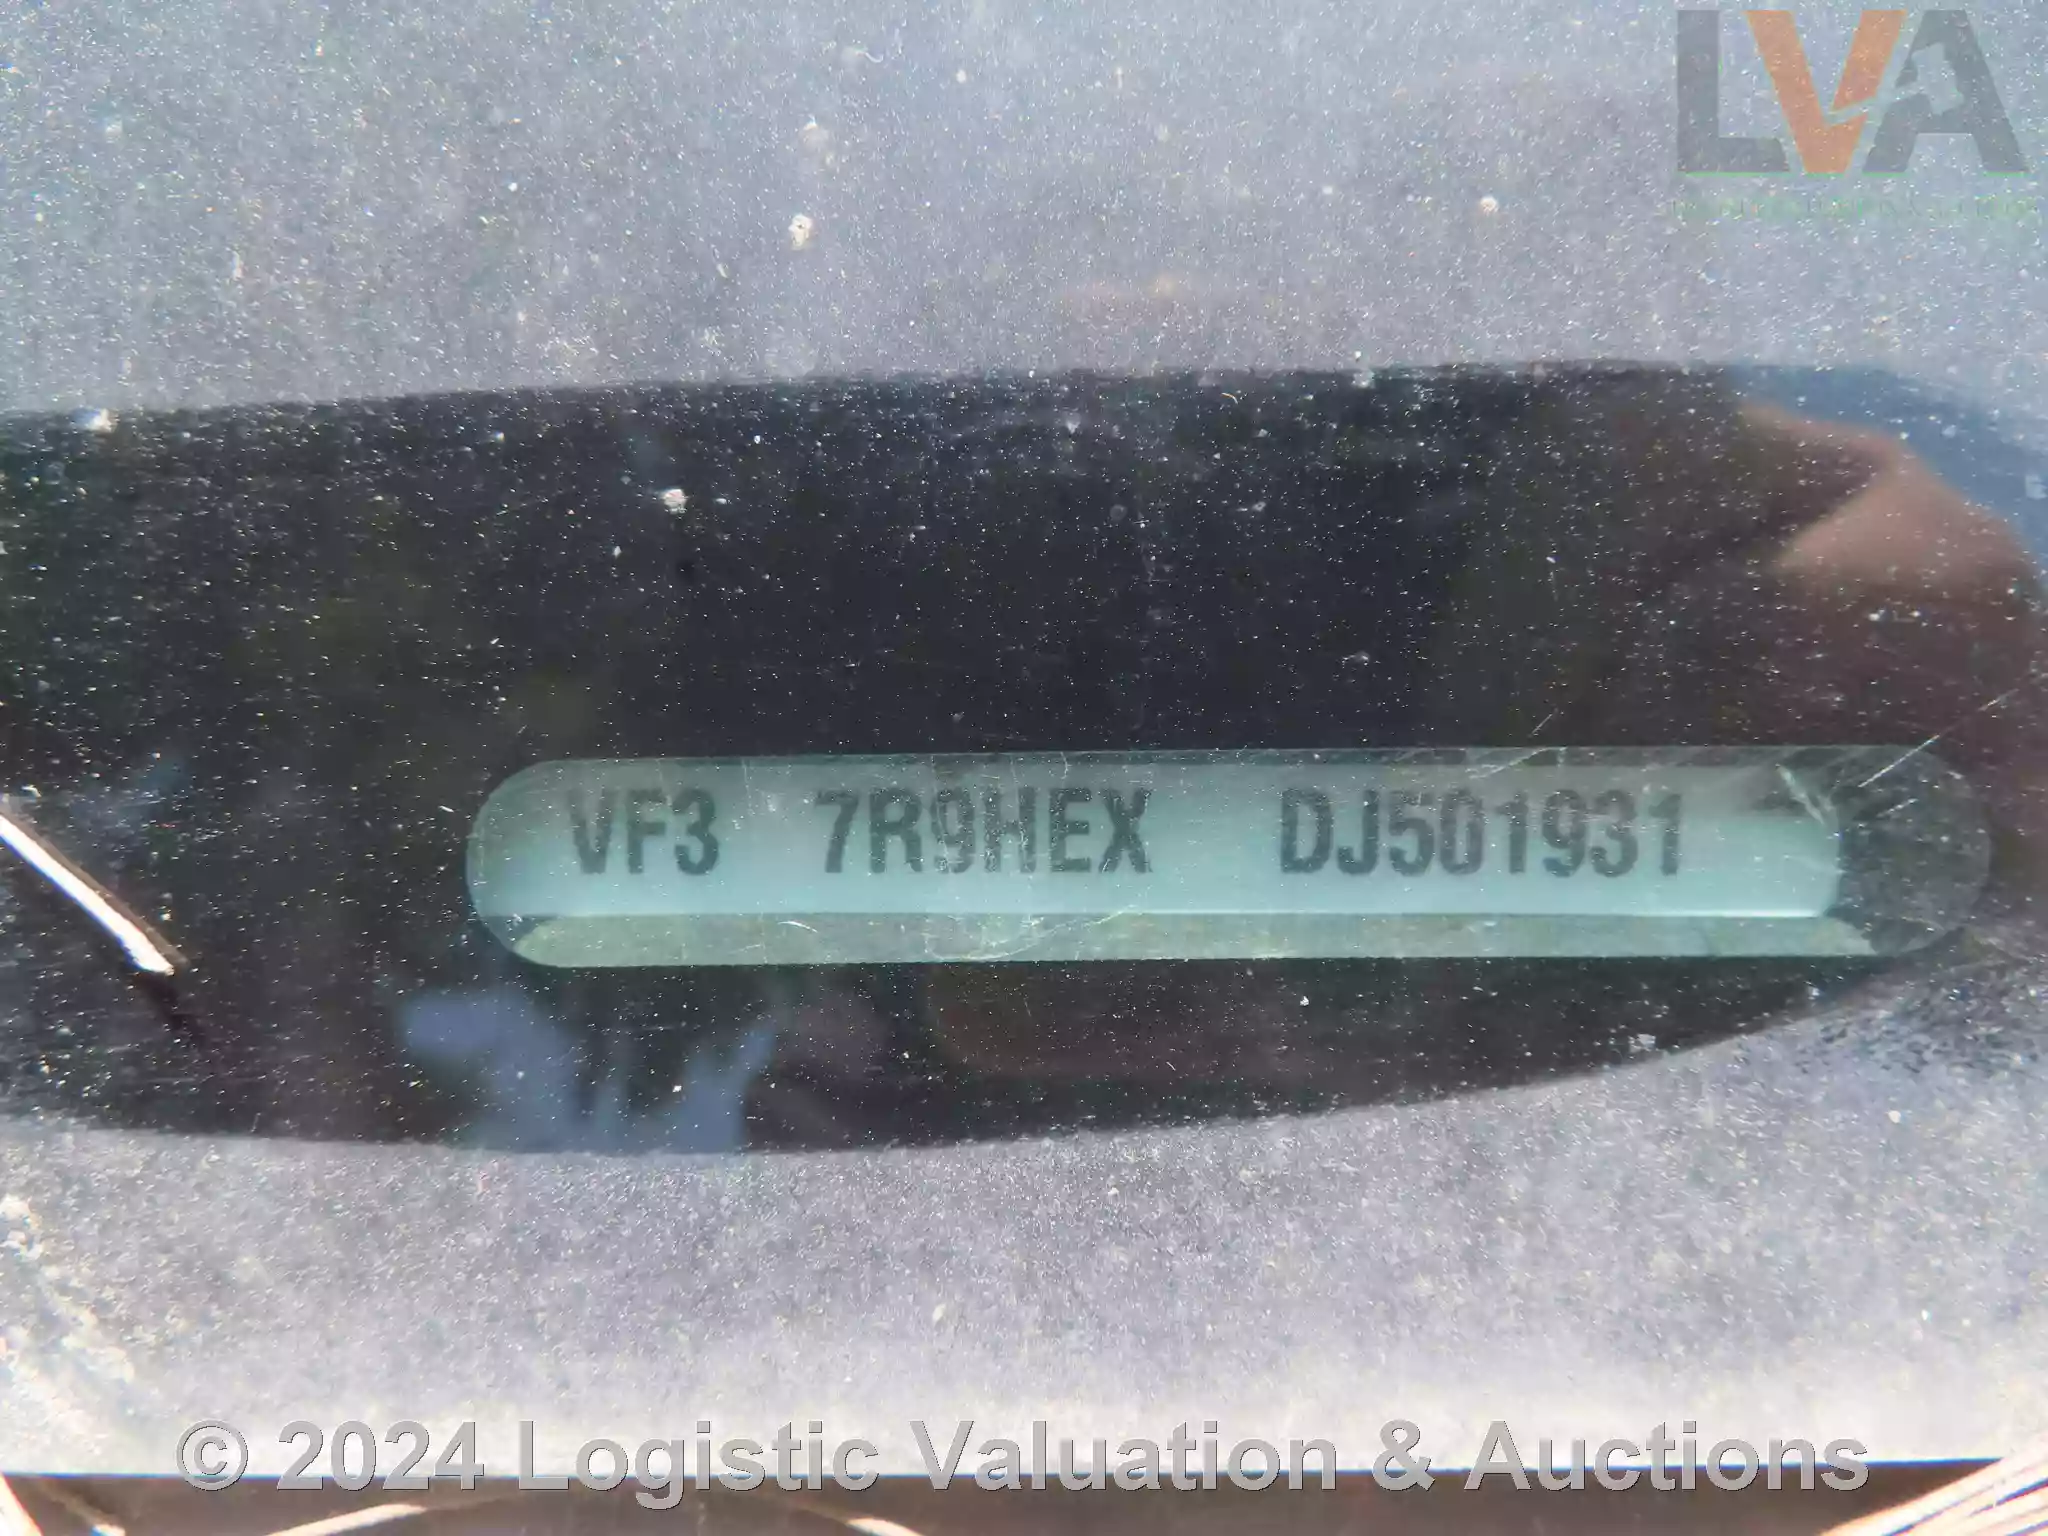 LVA
VF3 7R9HEX DJ501931
© 2024 Logistic Valuation & Auctions